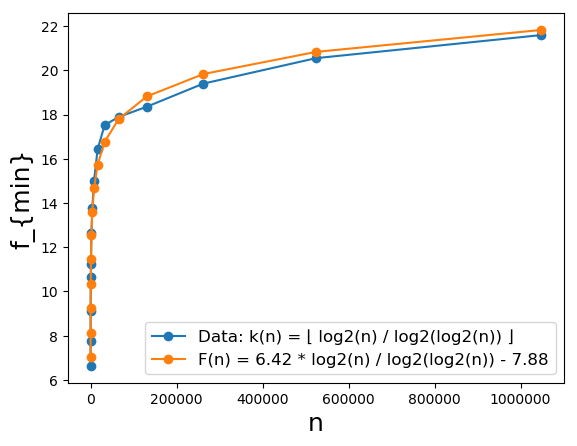 22
20
18
16
14
12
10
8
6
f_{min}
Data: k(n) = ⌊ log2(n) / log2(log2(n)) ⌋
F(n) = 6.42 * log2(n) / log2(log2(n)) - 7.88
0 200000 400000 600000 800000 1000000
n